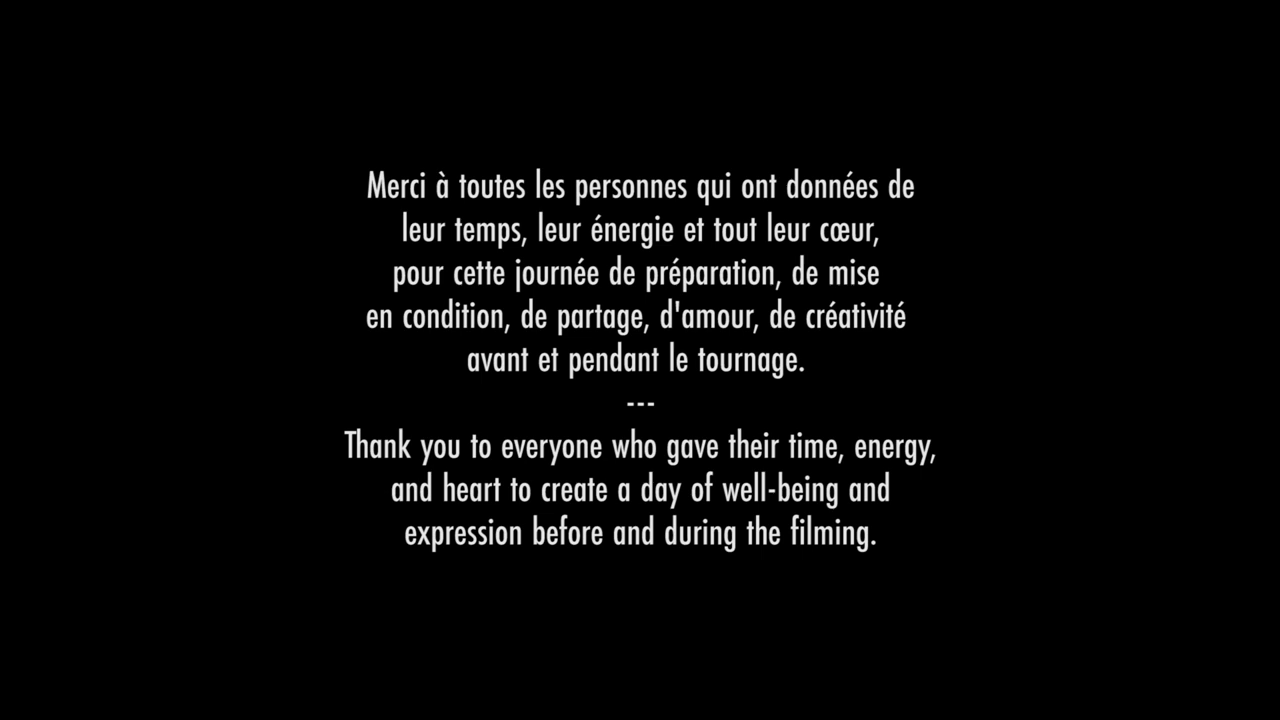 Merci à toutes les personnes qui ont données de
leur temps, leur énergie et tout leur cœur,
pour cette journée de préparation, de mise
en condition, de partage, d'amour, de créativité
avant et pendant le tournage.
---
Thank you to everyone who gave their time, energy,
and heart to create a day of well-being and
expression before and during the filming.